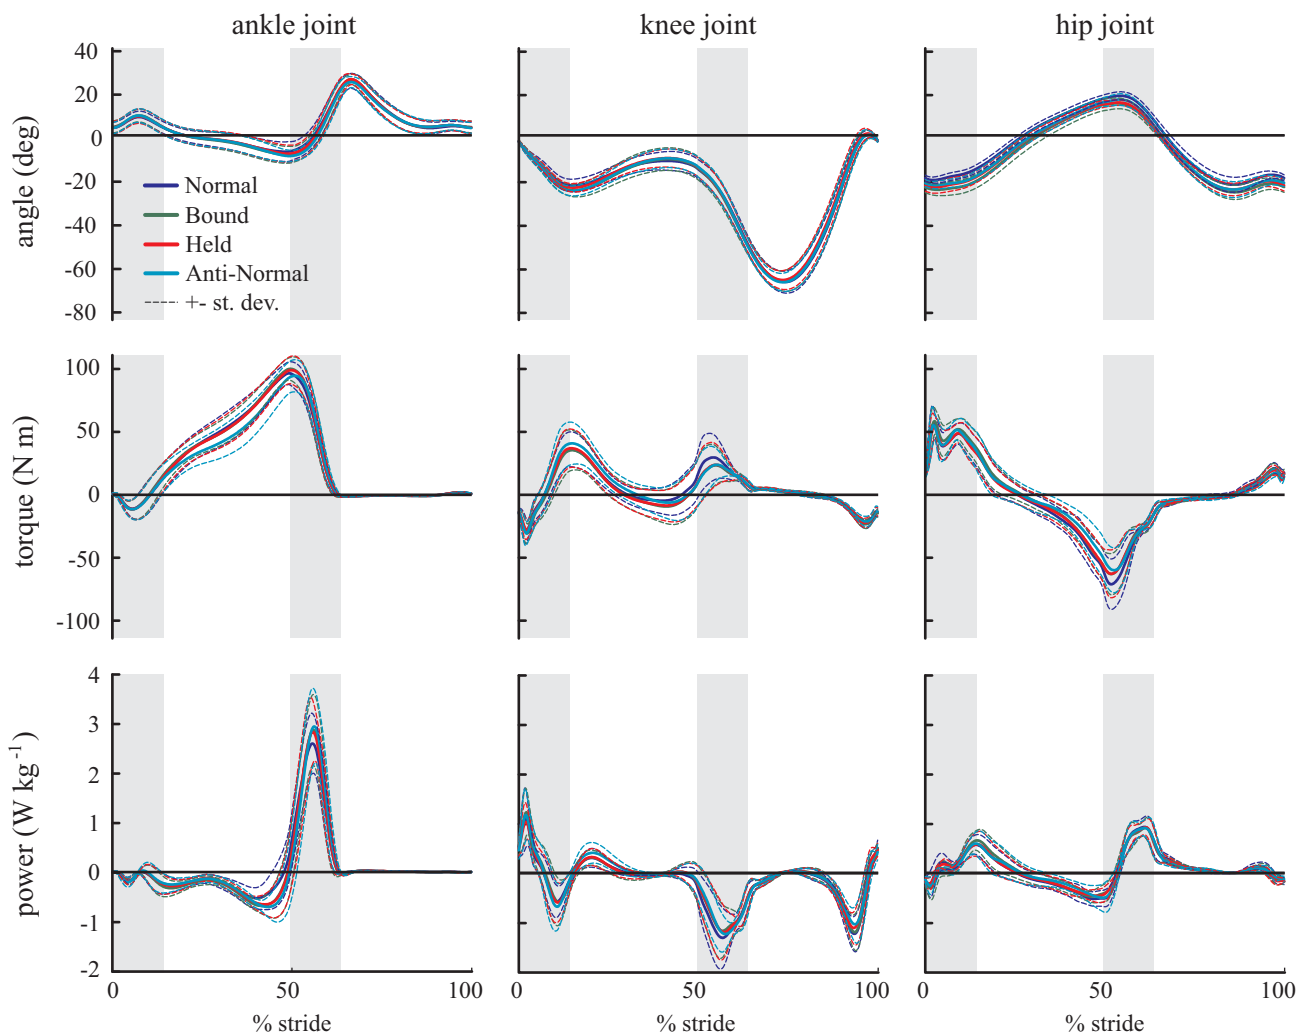 ankle joint
knee joint
hip joint
angle (deg)
40
20
0
-20
-40
-60
-80
Normal
Bound
Held
Anti-Normal
+- st. dev.
torque (N m)
100
50
0
-50
-100
power (W kg⁻¹)
4
3
2
1
0
-1
-2
0 50 100
0 50 100
0 50 100
% stride
% stride
% stride